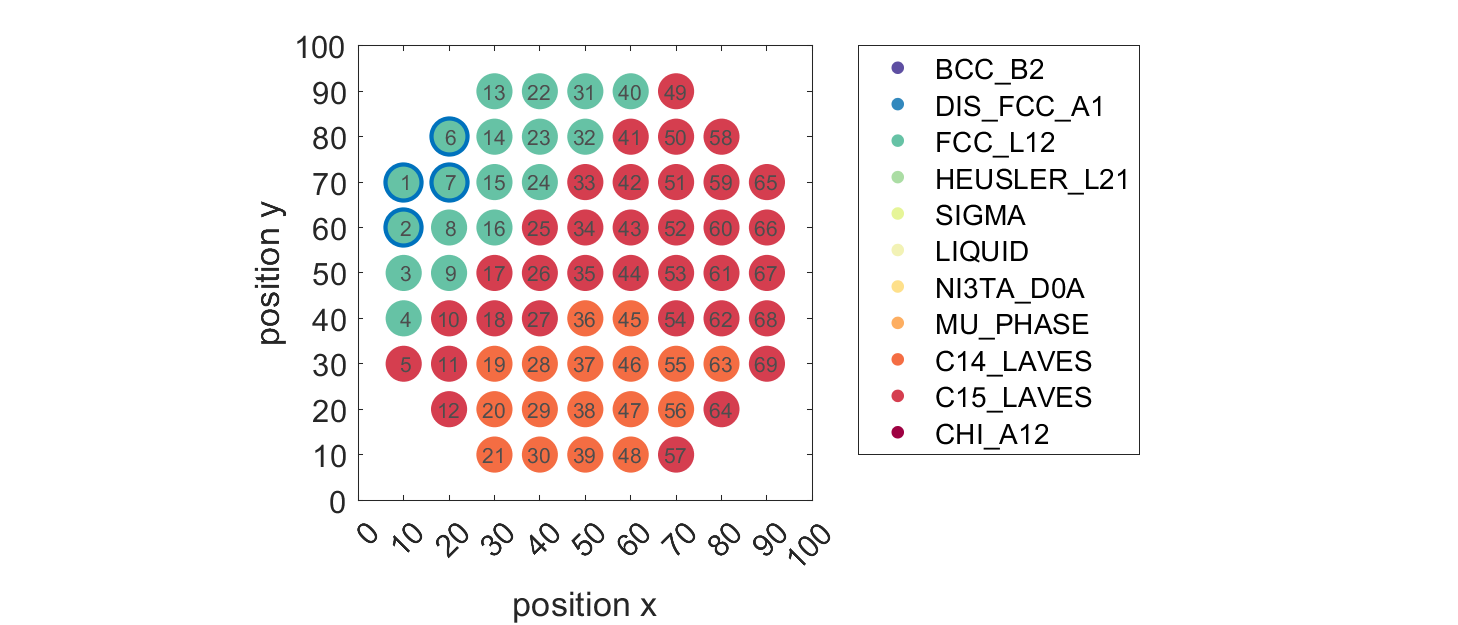 100
90
80
70
60
50
40
30
20
10
0
position y
13 22 31 40 49
6 14 23 32 41 50 58
1 7 15 24 33 42 51 59 65
2 8 16 25 34 43 52 60 66
3 9 17 26 35 44 53 61 67
4 10 18 27 36 45 54 62 68
5 11 19 28 37 46 55 63 69
12 20 29 38 47 56 64
21 30 39 48 57
0 10 20 30 40 50 60 70 80 90 100
position x
BCC_B2
DIS_FCC_A1
FCC_L12
HEUSLER_L21
SIGMA
LIQUID
NI3TA_D0A
MU_PHASE
C14_LAVES
C15_LAVES
CHI_A12